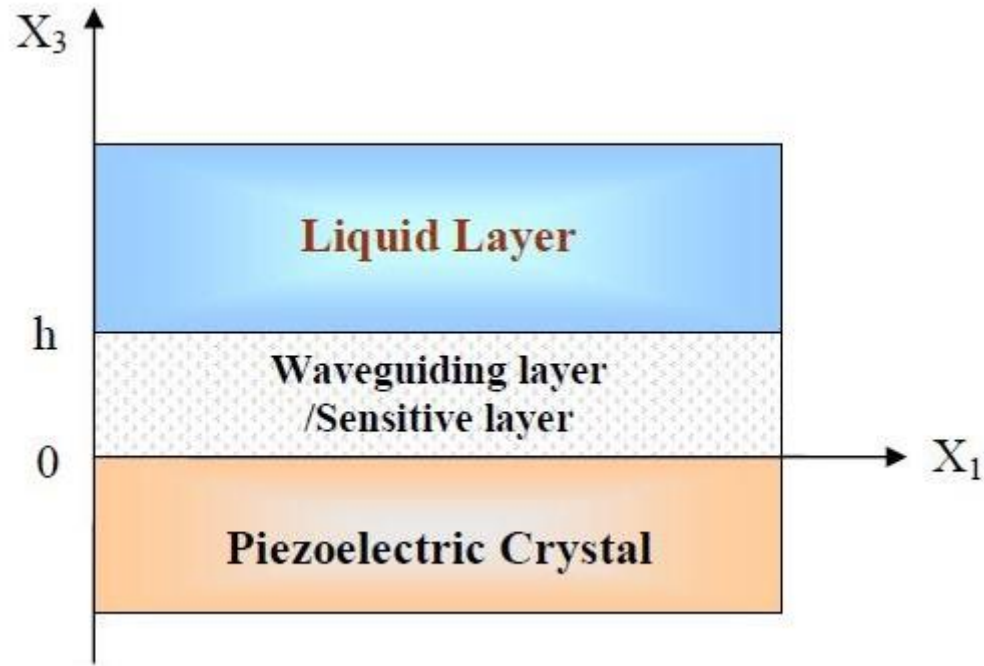 X₃
Liquid Layer
h
Waveguiding layer
/Sensitive layer
0
X₁
Piezoelectric Crystal